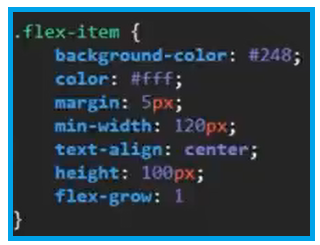 .flex-item {
background-color: #248;
color: #fff;
margin: 5px;
min-width: 120px;
text-align: center;
height: 100px;
flex-grow: 1
}